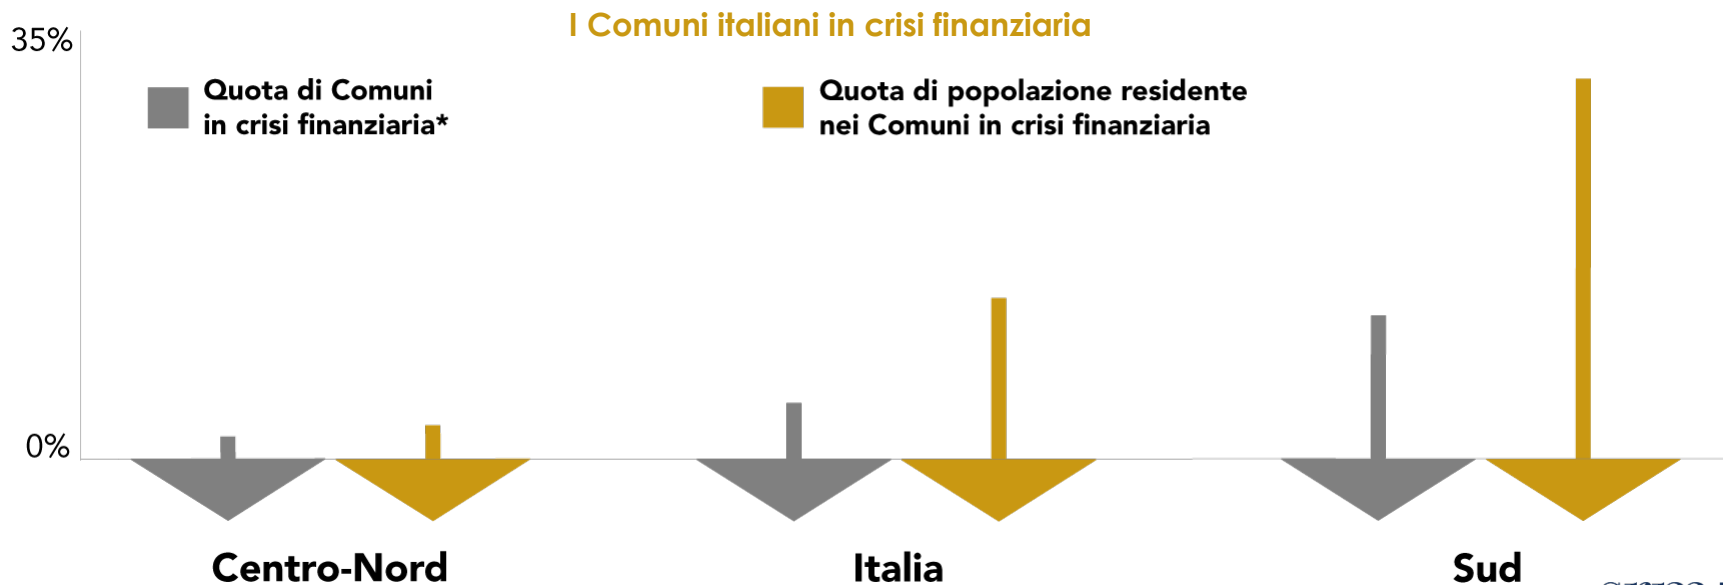 I Comuni italiani in crisi finanziaria
35%
Quota di Comuni
in crisi finanziaria*
Quota di popolazione residente
nei Comuni in crisi finanziaria
0%
Centro-Nord
Italia
Sud